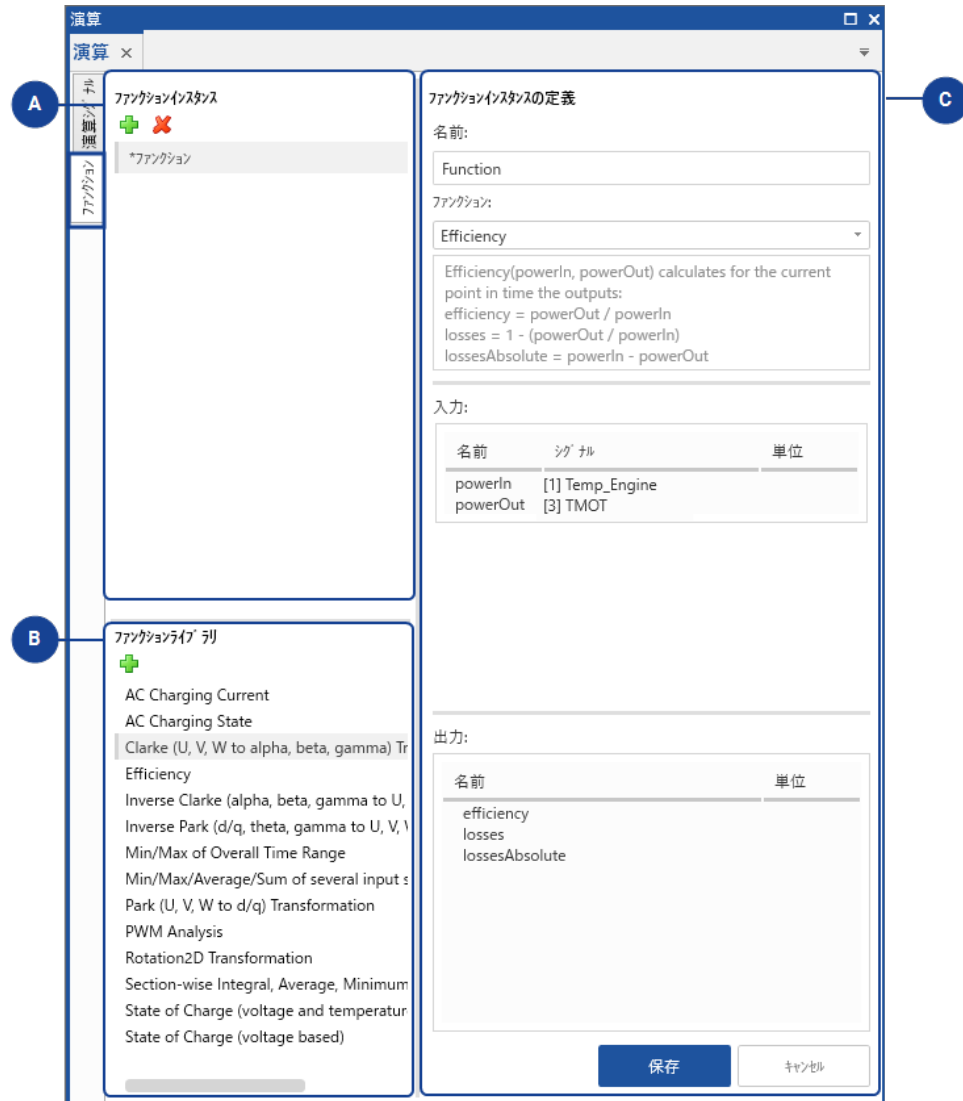 演算
演算
演算シグナル
ファンクション
A
ファンクションインスタンス
*ファンクション
B
ファンクションライブラリ
AC Charging Current
AC Charging State
Clarke (U, V, W to alpha, beta, gamma) Tr
Efficiency
Inverse Clarke (alpha, beta, gamma to U,
Inverse Park (d/q, theta, gamma to U, V, \
Min/Max of Overall Time Range
Min/Max/Average/Sum of several input s
Park (U, V, W to d/q) Transformation
PWM Analysis
Rotation2D Transformation
Section-wise Integral, Average, Minimum
State of Charge (voltage and temperatur
State of Charge (voltage based)
C
ファンクションインスタンスの定義
名前:
Function
ファンクション:
Efficiency
Efficiency(powerIn, powerOut) calculates for the current
point in time the outputs:
efficiency = powerOut / powerIn
losses = 1 - (powerOut / powerIn)
lossesAbsolute = powerIn - powerOut
入力:
名前 シグナル 単位
powerIn [1] Temp_Engine
powerOut [3] TMOT
出力:
名前 単位
efficiency
losses
lossesAbsolute
保存 キャンセル